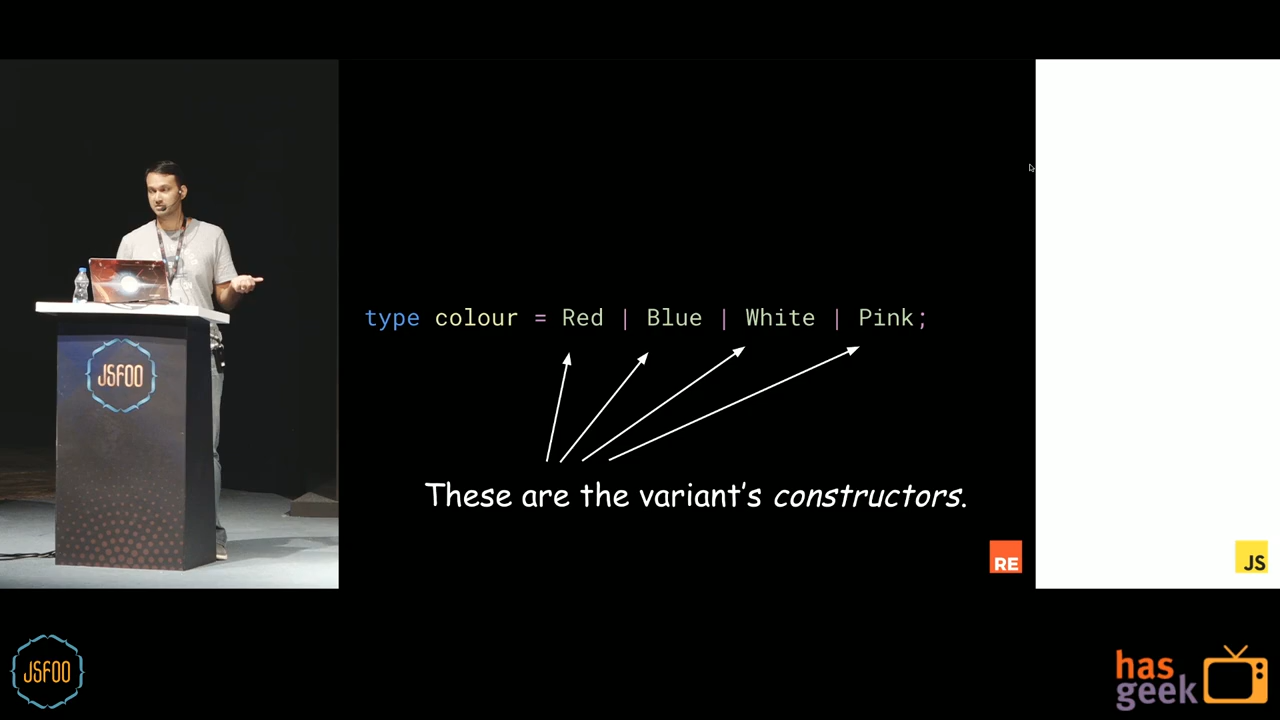 type colour = Red | Blue | White | Pink;
These are the variant's constructors.
RE
JS
JSFOO
JSFOO
has
geek